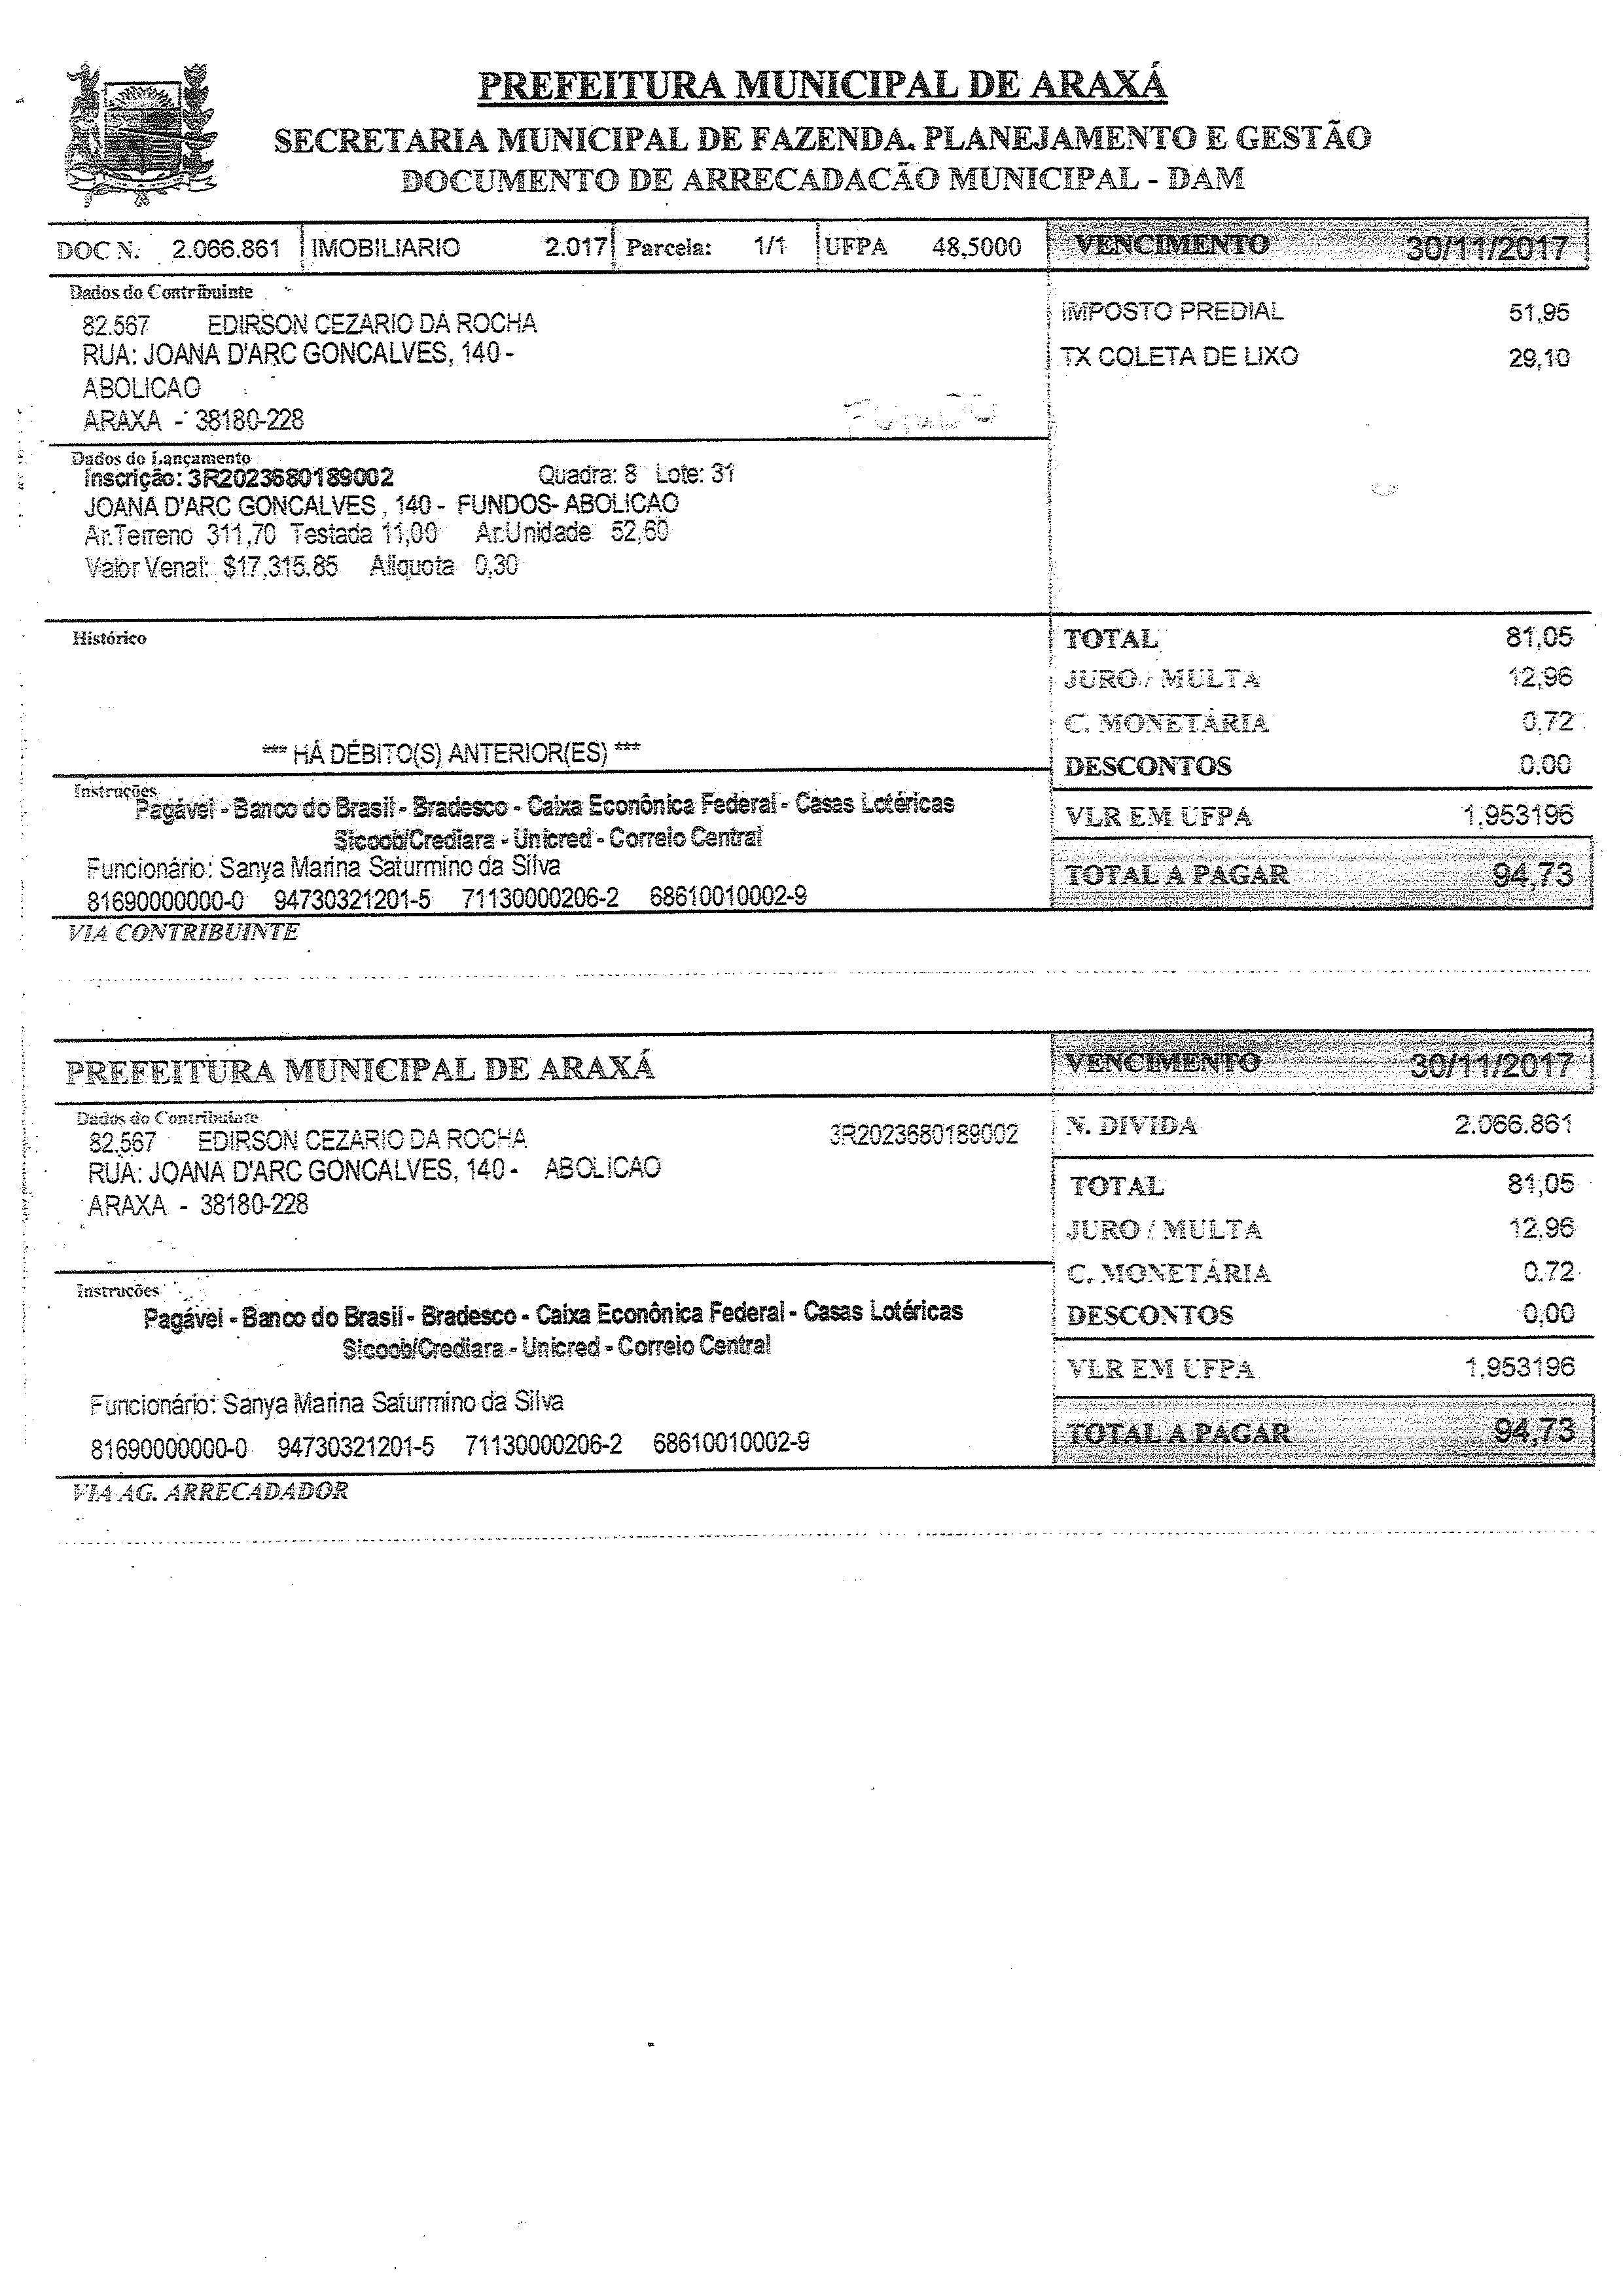 PREFEITURA MUNICIPAL DE ARAXÁ
SECRETARIA MUNICIPAL DE FAZENDA. PLANEJAMENTO E GESTÃO
DOCUMENTO DE ARRECADACÃO MUNICIPAL - DAM
DOC N. 2.066.861 IMOBILIARIO 2.017 Parcela: 1/1 UFPA 48,5000 VENCIMENTO 30/11/2017
Dados do Contribuinte
82.567 EDIRSON CEZARIO DA ROCHA
RUA: JOANA D'ARC GONCALVES, 140 -
ABOLICAO
ARAXA - 38180-228
IMPOSTO PREDIAL 51,95
TX COLETA DE LIXO 29,10
Dados do Lançamento
Inscrição: 3R2023680189002 Quadra: 8 Lote: 31
JOANA D'ARC GONCALVES , 140 - FUNDOS- ABOLICAO
Ar.Terreno 311,70 Testada 11,00 Ar.Unidade 52,60
Valor Venal: $17,315.85 Aliquota 0,30
Histórico
*** HÁ DÉBITO(S) ANTERIOR(ES) ***
TOTAL 81,05
JURO / MULTA 12,96
C. MONETÁRIA 0,72
DESCONTOS 0,00
VLR EM UFPA 1,953196
TOTAL A PAGAR 94,73
Instruções
Pagável - Banco do Brasil - Bradesco - Caixa Econônica Federal - Casas Lotéricas
Sicoob/Crediara - Unicred - Correio Central
Funcionário: Sanya Marina Saturmino da Silva
81690000000-0 94730321201-5 71130000206-2 68610010002-9
VIA CONTRIBUINTE
PREFEITURA MUNICIPAL DE ARAXÁ
VENCIMENTO 30/11/2017
Dados do Contribuinte
82.567 EDIRSON CEZARIO DA ROCHA 3R2023680189002
RUA: JOANA D'ARC GONCALVES, 140 - ABOLICAO
ARAXA - 38180-228
N. DIVIDA 2.066.861
TOTAL 81,05
JURO / MULTA 12,96
C. MONETÁRIA 0,72
DESCONTOS 0,00
VLR EM UFPA 1,953196
TOTAL A PAGAR 94,73
Instruções
Pagável - Banco do Brasil - Bradesco - Caixa Econônica Federal - Casas Lotéricas
Sicoob/Crediara - Unicred - Correio Central
Funcionário: Sanya Marina Saturmino da Silva
81690000000-0 94730321201-5 71130000206-2 68610010002-9
VIA AG. ARRECADADOR